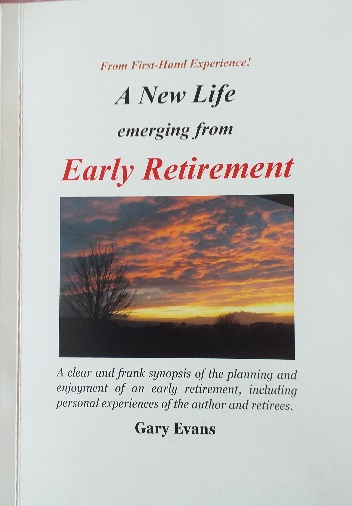 From First-Hand Experience!
A New Life
emerging from
Early Retirement
A clear and frank synopsis of the planning and
enjoyment of an early retirement, including
personal experiences of the author and retirees.
Gary Evans